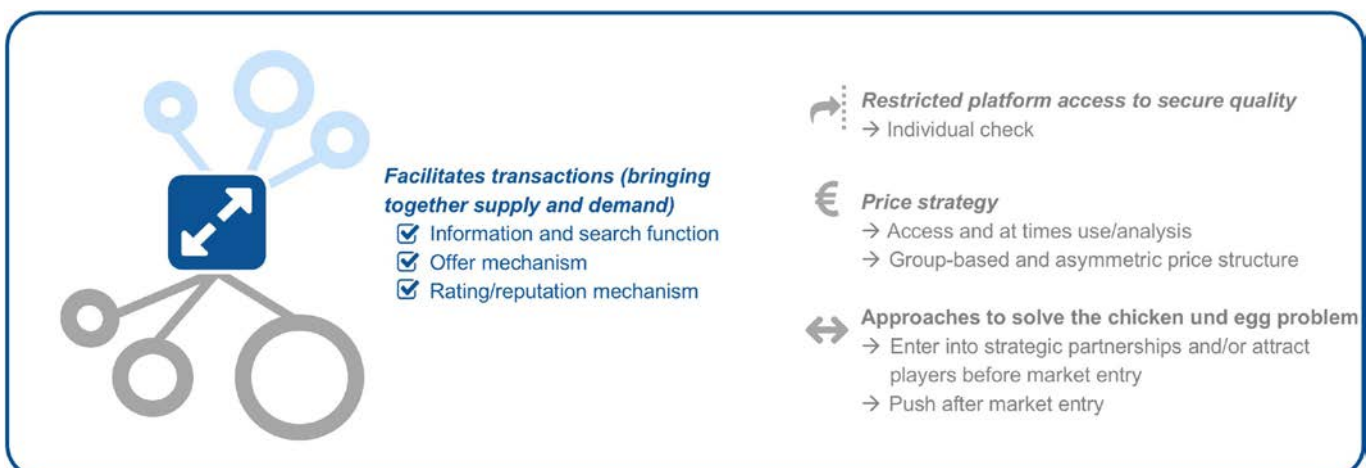 Facilitates transactions (bringing
together supply and demand)
Information and search function
Offer mechanism
Rating/reputation mechanism
Restricted platform access to secure quality
→ Individual check
€
Price strategy
→ Access and at times use/analysis
→ Group-based and asymmetric price structure
Approaches to solve the chicken und egg problem
→ Enter into strategic partnerships and/or attract
players before market entry
→ Push after market entry